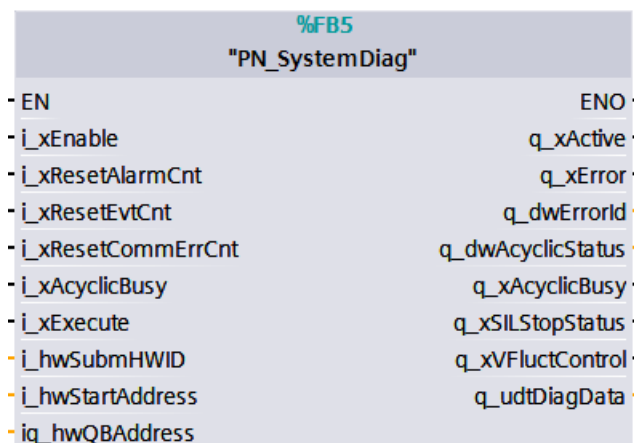 %FB5
"PN_SystemDiag"
EN ENO
i_xEnable q_xActive
i_xResetAlarmCnt q_xError
i_xResetEvtCnt q_dwErrorId
i_xResetCommErrCnt q_dwAcyclicStatus
i_xAcyclicBusy q_xAcyclicBusy
i_xExecute q_xSILStopStatus
i_hwSubmHWID q_xVFluctControl
i_hwStartAddress q_udtDiagData
iq_hwQBAddress